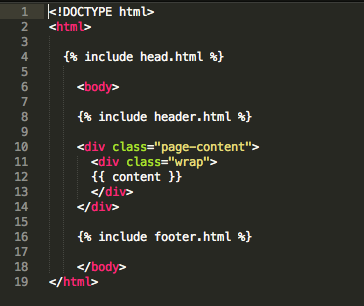 1 <!DOCTYPE html>
2 <html>
3
4 {% include head.html %}
5
6 <body>
7
8 {% include header.html %}
9
10 <div class="page-content">
11 <div class="wrap">
12 {{ content }}
13 </div>
14 </div>
15
16 {% include footer.html %}
17
18 </body>
19 </html>